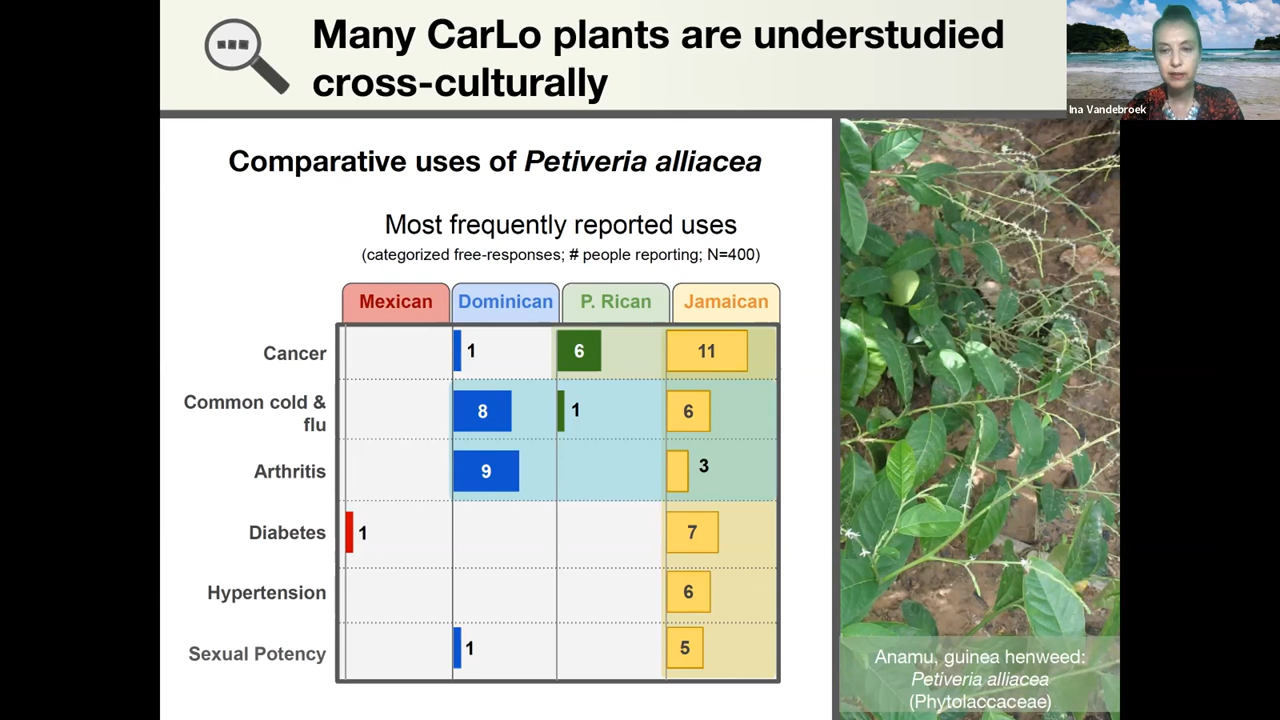 Many CarLo plants are understudied
cross-culturally
Ina Vandebroek
Comparative uses of Petiveria alliacea
Most frequently reported uses
(categorized free-responses; # people reporting; N=400)
Mexican Dominican P. Rican Jamaican
Cancer 1 6 11
Common cold &
flu 8 1 6
Arthritis 9 3
Diabetes 1 7
Hypertension 6
Sexual Potency 1 5
Anamu, guinea henweed:
Petiveria alliacea
(Phytolaccaceae)